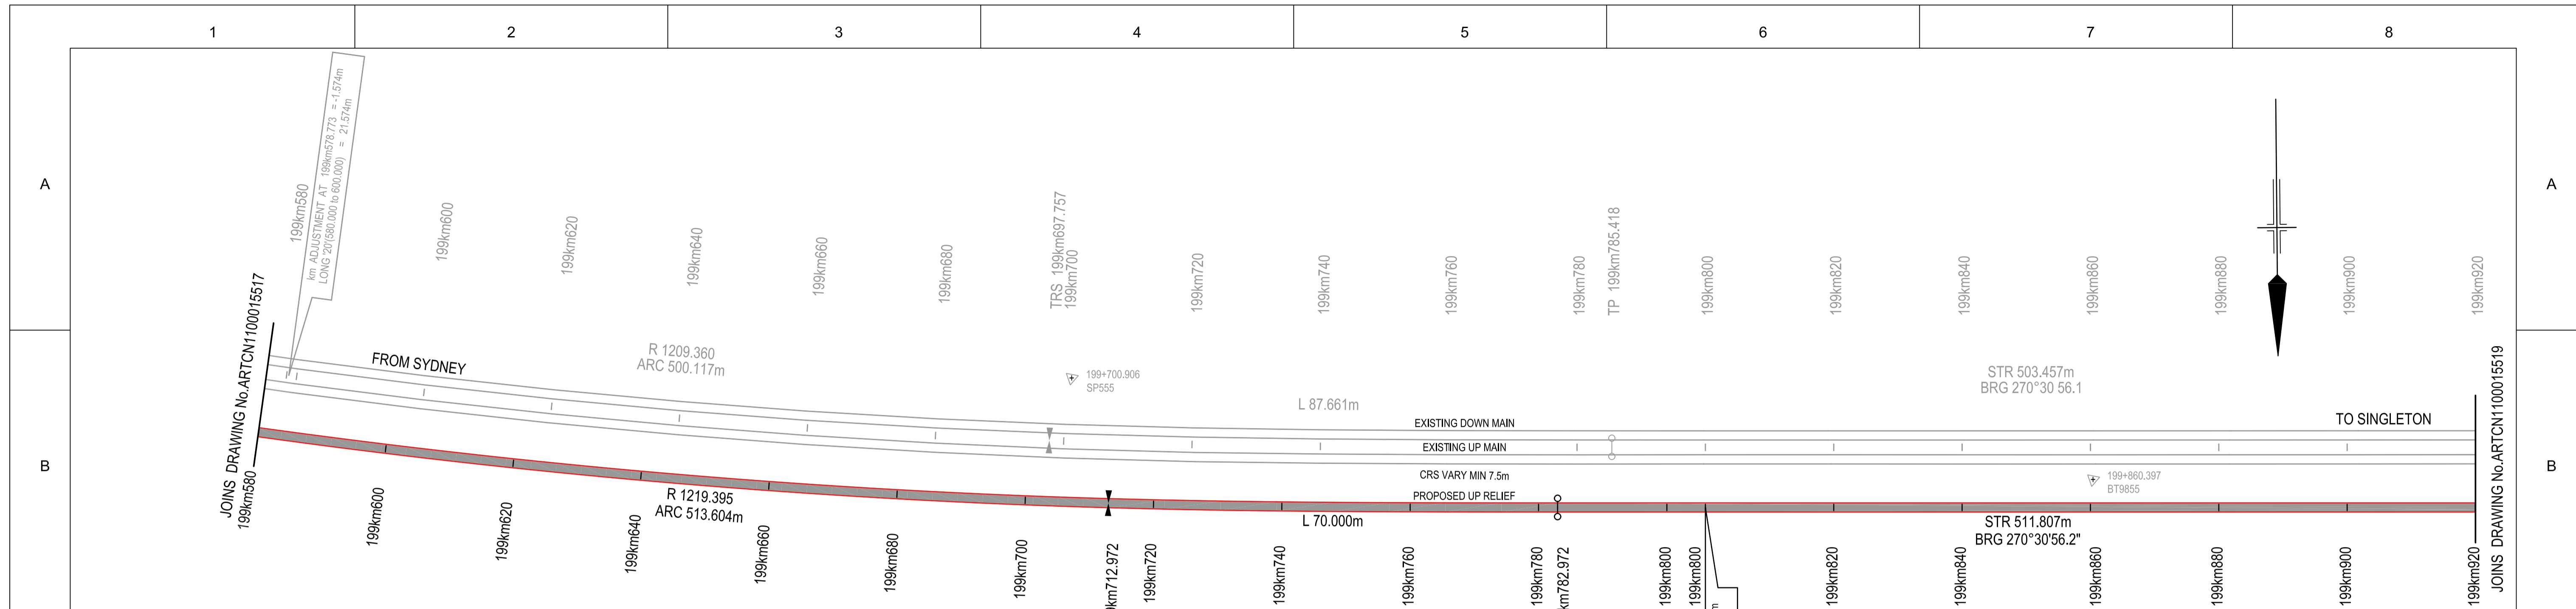 1
2
3
4
5
6
7
8
A
A
B
B
km ADJUSTMENT AT 199km578.773 = -1.574m
LONG "20"(580.000 to 600.000) = 21.574m
199km580
199km600
199km620
199km640
199km660
199km680
TRS 199km697.757
199km700
199km720
199km740
199km760
199km780
TP 199km785.418
199km800
199km820
199km840
199km860
199km880
199km900
199km920
JOINS DRAWING No.ARTCN1100015517
FROM SYDNEY
R 1209.360
ARC 500.117m
199+700.906
SP555
L 87.661m
STR 503.457m
BRG 270°30 56.1
EXISTING DOWN MAIN
TO SINGLETON
EXISTING UP MAIN
CRS VARY MIN 7.5m
199+860.397
BT9855
PROPOSED UP RELIEF
R 1219.395
ARC 513.604m
L 70.000m
STR 511.807m
BRG 270°30'56.2"
JOINS DRAWING No.ARTCN1100015519
199km580
199km600
199km620
199km640
199km660
199km680
199km700
km712.972
199km720
199km740
199km760
199km780
km782.972
199km800
199km800
199km820
199km840
199km860
199km880
199km900
199km920